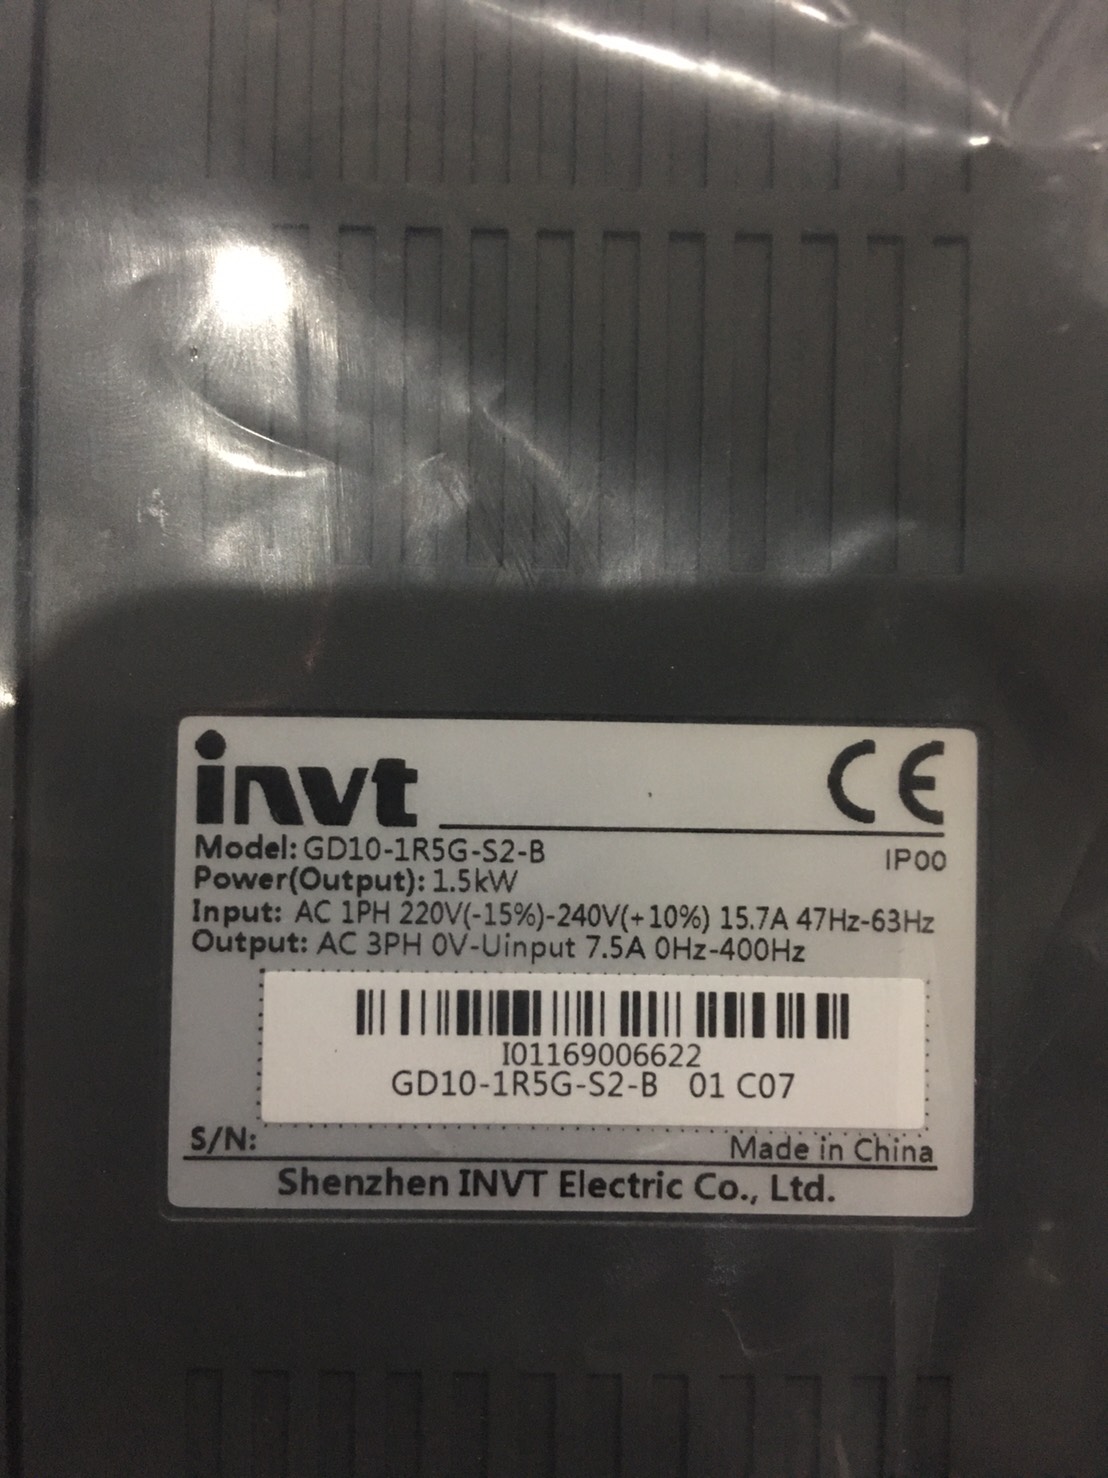 invt CE
Model: GD10-1R5G-S2-B IP00
Power(Output): 1.5kW
Input: AC 1PH 220V(-15%)-240V(+10%) 15.7A 47Hz-63Hz
Output: AC 3PH 0V-Uinput 7.5A 0Hz-400Hz
I01169006622
GD10-1R5G-S2-B 01 C07
S/N: Made in China
Shenzhen INVT Electric Co., Ltd.